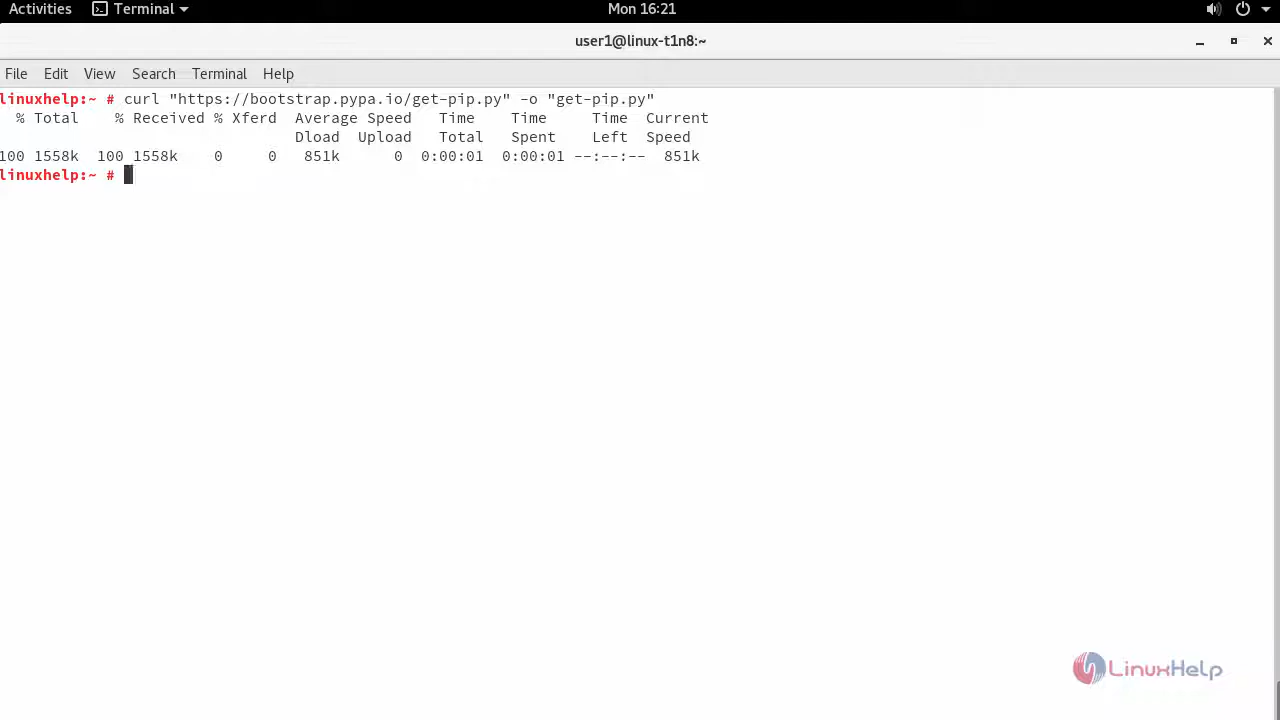 Activities Terminal Mon 16:21
user1@linux-t1n8:~
File Edit View Search Terminal Help
linuxhelp:~ # curl "https://bootstrap.pypa.io/get-pip.py" -o "get-pip.py"
% Total % Received % Xferd Average Speed Time Time Time Current
Dload Upload Total Spent Left Speed
100 1558k 100 1558k 0 0 851k 0 0:00:01 0:00:01 --:--:-- 851k
linuxhelp:~ #
LinuxHelp